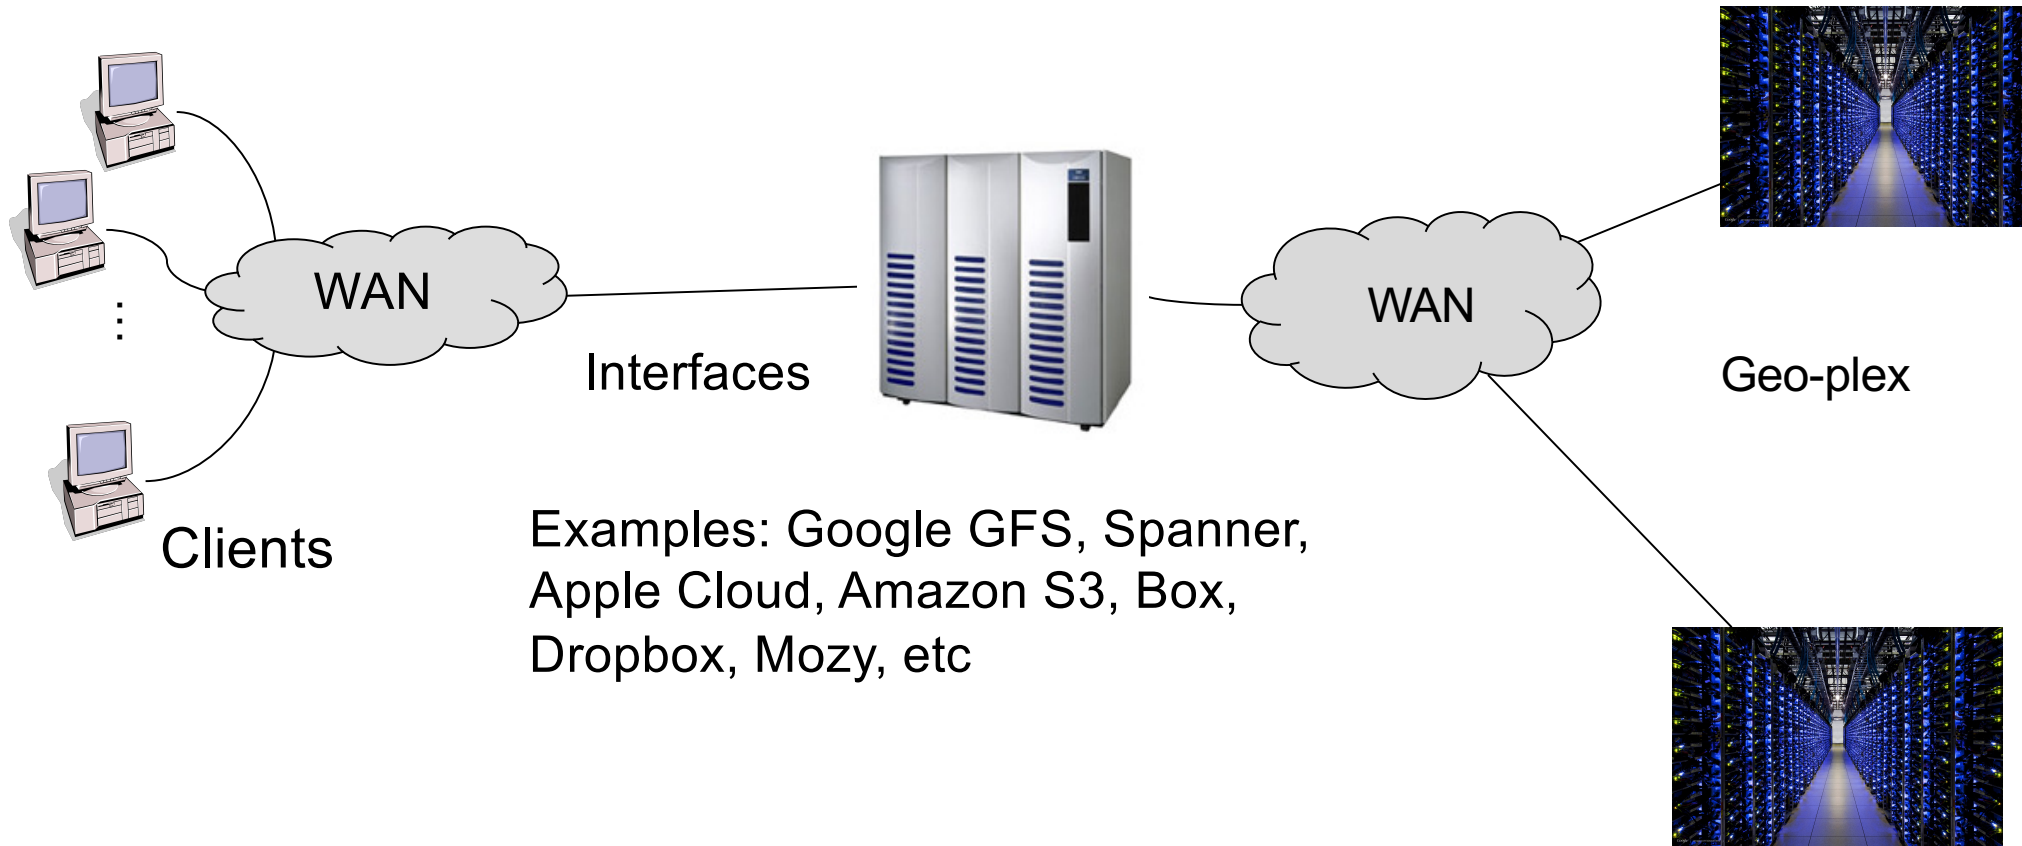 WAN
WAN
Interfaces
Geo-plex
Clients
Examples: Google GFS, Spanner,
Apple Cloud, Amazon S3, Box,
Dropbox, Mozy, etc